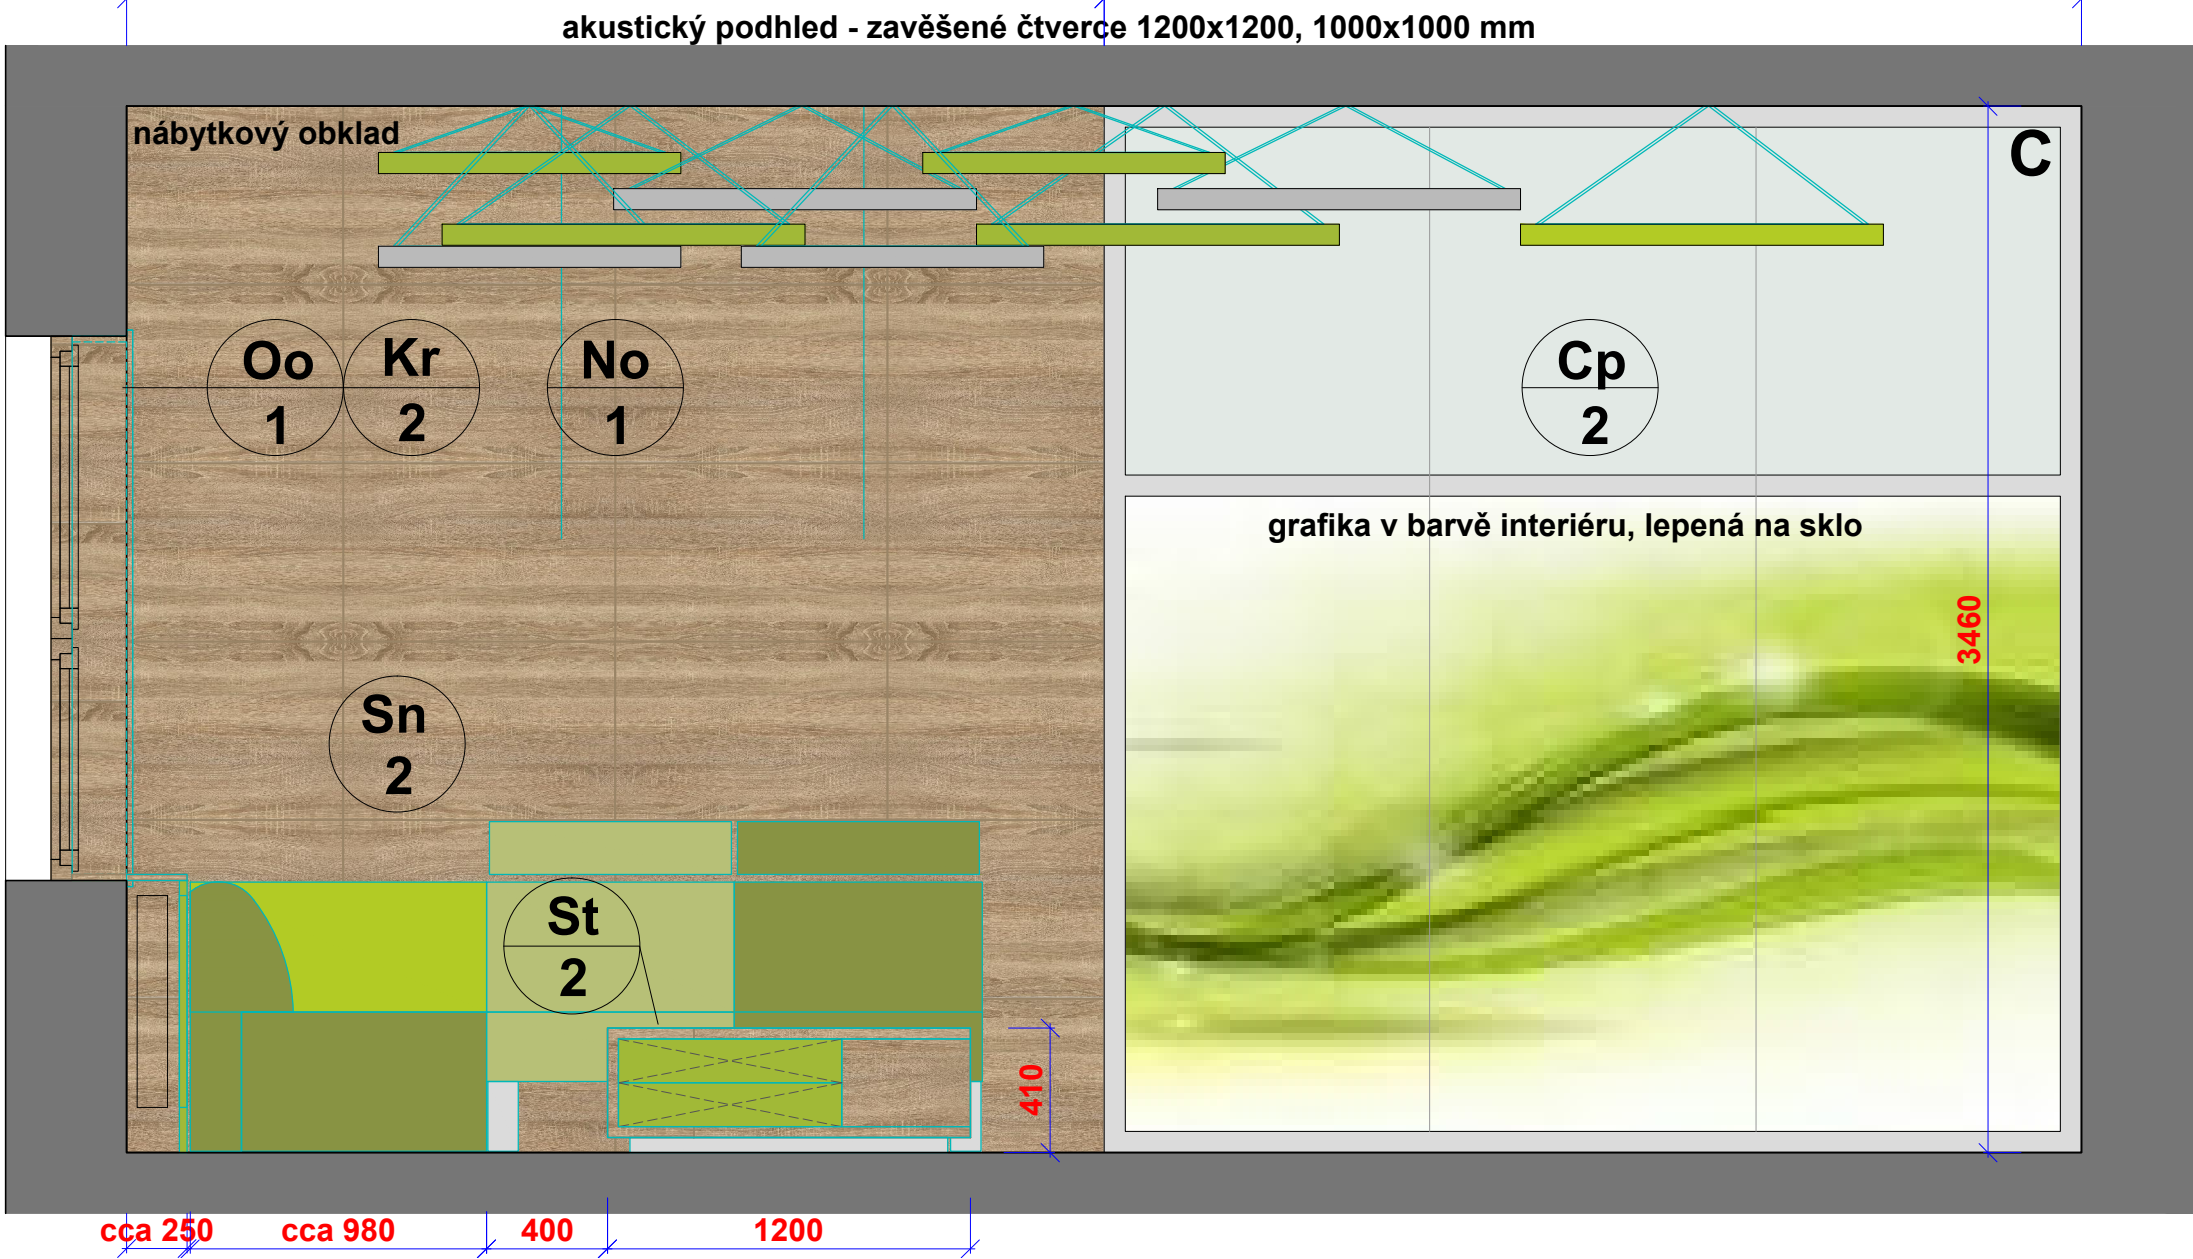 akustický podhled - zavěšené čtverce 1200x1200, 1000x1000 mm
nábytkový obklad
C
Oo
1
Kr
2
No
1
Cp
2
grafika v barvě interiéru, lepená na sklo
3460
Sn
2
St
2
410
cca 250
cca 980
400
1200